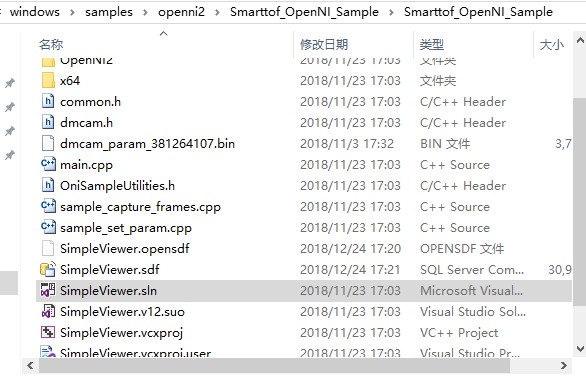 windows › samples › openni2 › Smarttof_OpenNI_Sample › Smarttof_OpenNI_Sample
名称 修改日期 类型 大小
OpenNI2 2018/11/23 17:03 文件夹
x64 2018/11/23 17:03 文件夹
common.h 2018/11/23 17:03 C/C++ Header
dmcam.h 2018/11/23 17:03 C/C++ Header
dmcam_param_381264107.bin 2018/11/3 17:32 BIN 文件 3,7
main.cpp 2018/11/23 17:03 C++ Source
OniSampleUtilities.h 2018/11/23 17:03 C/C++ Header
sample_capture_frames.cpp 2018/11/23 17:03 C++ Source
sample_set_param.cpp 2018/11/23 17:03 C++ Source
SimpleViewer.opensdf 2018/12/24 17:20 OPENSDF 文件
SimpleViewer.sdf 2018/12/24 17:21 SQL Server Com... 30,9
SimpleViewer.sln 2018/11/23 17:03 Microsoft Visual...
SimpleViewer.v12.suo 2018/11/23 17:03 Visual Studio Sol...
SimpleViewer.vcxproj 2018/11/23 17:03 VC++ Project
SimpleViewer.vcxproj.user 2018/11/23 17:03 Visual Studio Pr...